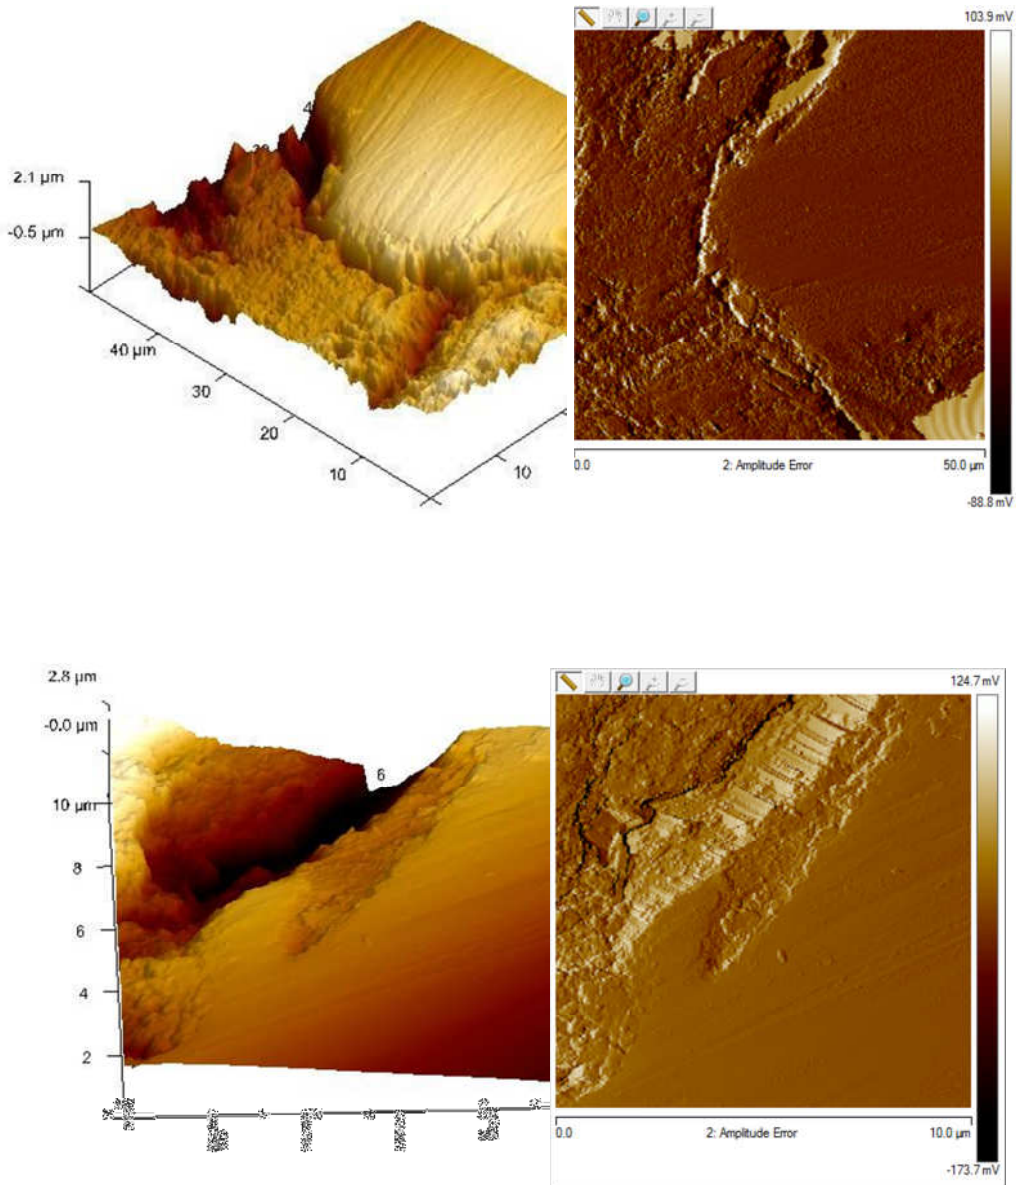 2.1 µm
-0.5 µm
40 µm
30
20
10
10
103.9 mV
0.0
2: Amplitude Error
50.0 µm
-88.8 mV
2.8 µm
-0.0 µm
10 µm
8
6
4
2
6
124.7 mV
0.0
2: Amplitude Error
10.0 µm
-173.7 mV